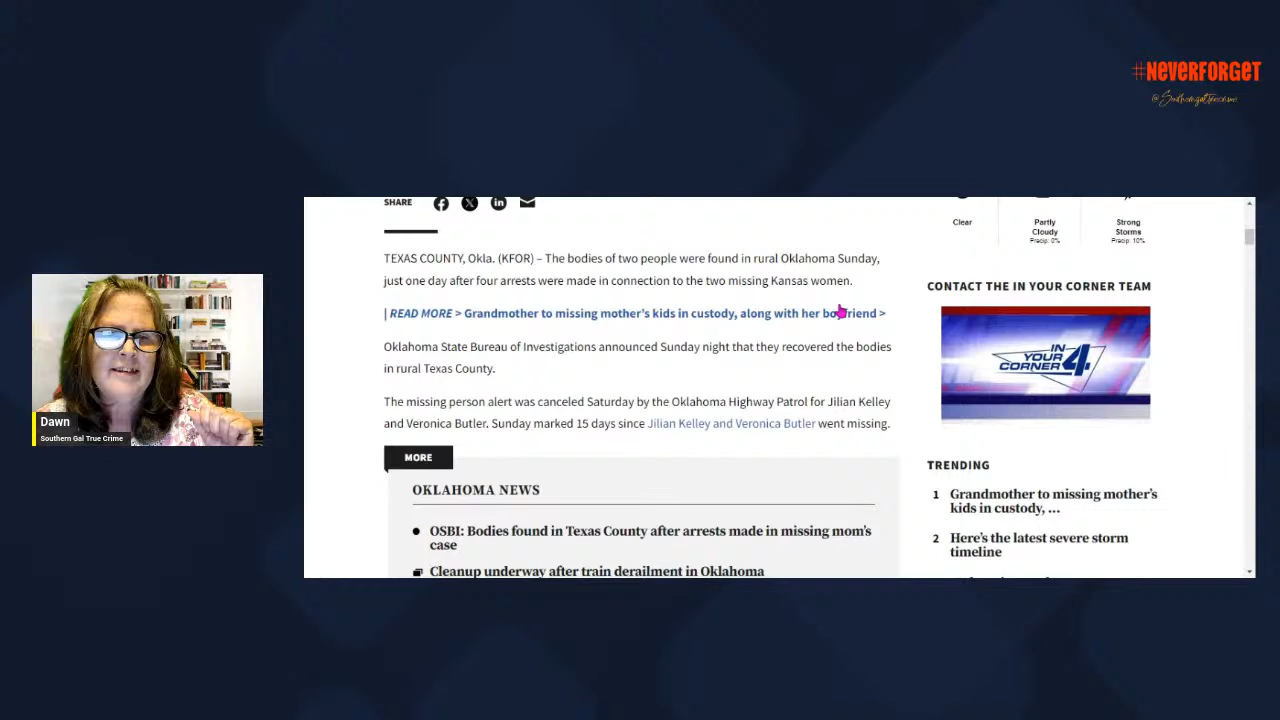 #NEVERFORGET
@Southerngaltruecrime
SHARE
Clear
Partly
Cloudy
Precip: 0%
Strong
Storms
Precip: 10%
TEXAS COUNTY, Okla. (KFOR) – The bodies of two people were found in rural Oklahoma Sunday,
just one day after four arrests were made in connection to the two missing Kansas women.
| READ MORE > Grandmother to missing mother’s kids in custody, along with her boyfriend >
Oklahoma State Bureau of Investigations announced Sunday night that they recovered the bodies
in rural Texas County.
The missing person alert was canceled Saturday by the Oklahoma Highway Patrol for Jilian Kelley
and Veronica Butler. Sunday marked 15 days since Jilian Kelley and Veronica Butler went missing.
MORE
OKLAHOMA NEWS
OSBI: Bodies found in Texas County after arrests made in missing mom’s
case
Cleanup underway after train derailment in Oklahoma
CONTACT THE IN YOUR CORNER TEAM
IN
YOUR
CORNER 4
TRENDING
1 Grandmother to missing mother’s
kids in custody, ...
2 Here’s the latest severe storm
timeline
Dawn
Southern Gal True Crime